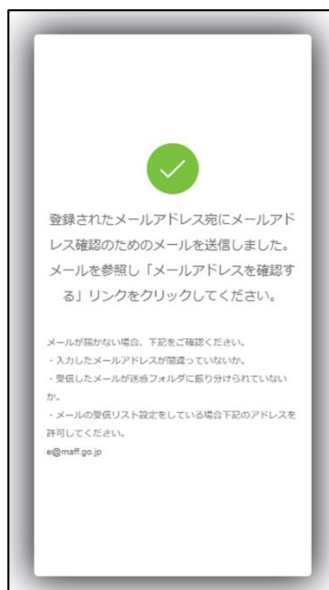 登録されたメールアドレス宛にメールアド
レス確認のためのメールを送信しました。
メールを参照し「メールアドレスを確認す
る」リンクをクリックしてください。
メールが届かない場合、下記をご確認ください。
・入力したメールアドレスが間違っていないか。
・受信したメールが迷惑フォルダに振り分けられていない
か。
・メールの受信リスト設定をしている場合下記のアドレスを
許可してください。
e@maff.go.jp